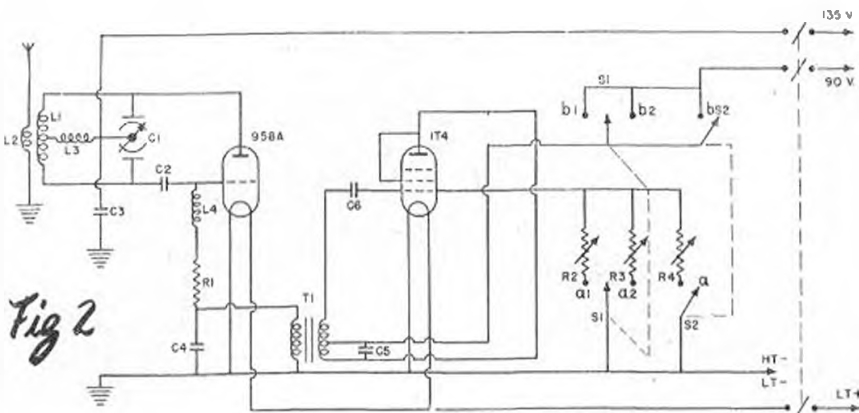 135 V
90 V.
S1
b1
b2
bS2
958A
1T4
L1
L2
L3
C1
C2
C6
L4
C3
R1
R2
R3
R4
a1
a2
a
T1
S1
S2
C4
C5
Fig 2
HT-
LT-
LT+